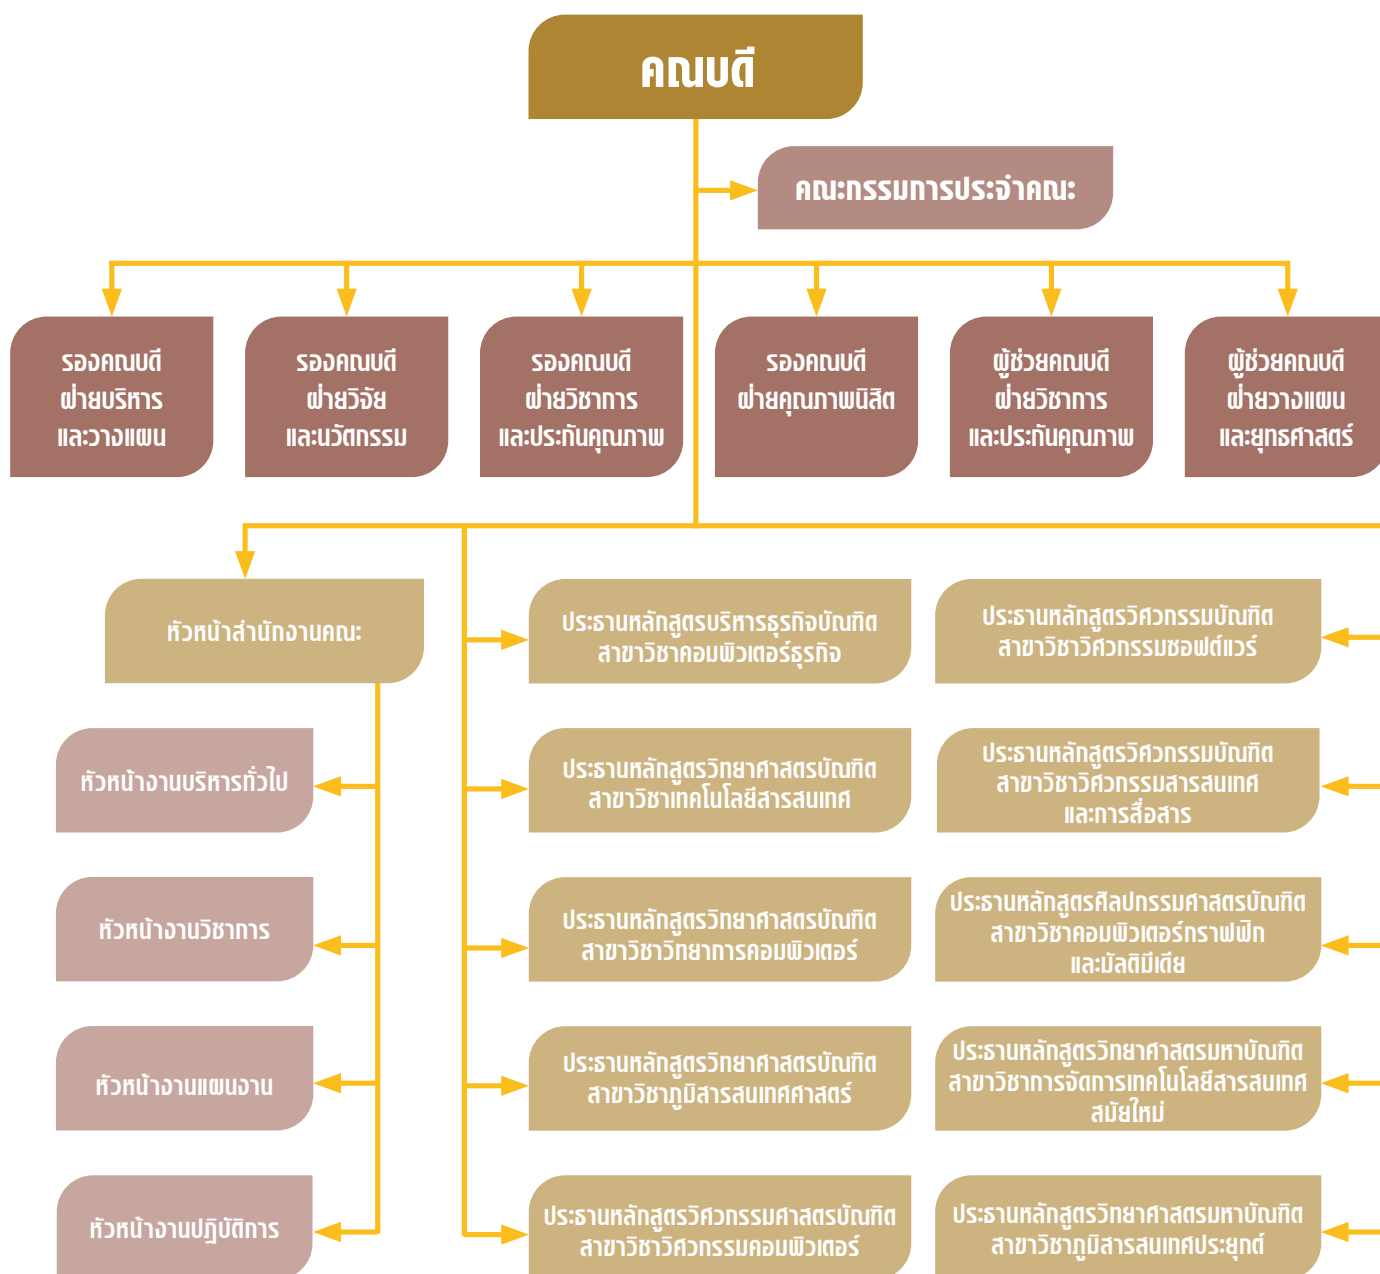 คณบดี
คณะกรรมการประจำคณะ
รองคณบดี
ฝ่ายบริหาร
และวางแผน
รองคณบดี
ฝ่ายวิจัย
และนวัตกรรม
รองคณบดี
ฝ่ายวิชาการ
และประกันคุณภาพ
รองคณบดี
ฝ่ายคุณภาพนิสิต
ผู้ช่วยคณบดี
ฝ่ายวิชาการ
และประกันคุณภาพ
ผู้ช่วยคณบดี
ฝ่ายวางแผน
และยุทธศาสตร์
หัวหน้าสำนักงานคณะ
หัวหน้างานบริหารทั่วไป
หัวหน้างานวิชาการ
หัวหน้างานแผนงาน
หัวหน้างานปฏิบัติการ
ประธานหลักสูตรบริหารธุรกิจบัณฑิต
สาขาวิชาคอมพิวเตอร์ธุรกิจ
ประธานหลักสูตรวิทยาศาสตรบัณฑิต
สาขาวิชาเทคโนโลยีสารสนเทศ
ประธานหลักสูตรวิทยาศาสตรบัณฑิต
สาขาวิชาวิทยาการคอมพิวเตอร์
ประธานหลักสูตรวิทยาศาสตรบัณฑิต
สาขาวิชาภูมิสารสนเทศศาสตร์
ประธานหลักสูตรวิศวกรรมศาสตรบัณฑิต
สาขาวิชาวิศวกรรมคอมพิวเตอร์
ประธานหลักสูตรวิศวกรรมบัณฑิต
สาขาวิชาวิศวกรรมซอฟต์แวร์
ประธานหลักสูตรวิศวกรรมบัณฑิต
สาขาวิชาวิศวกรรมสารสนเทศ
และการสื่อสาร
ประธานหลักสูตรศิลปกรรมศาสตรบัณฑิต
สาขาวิชาคอมพิวเตอร์กราฟฟิก
และมัลติมีเดีย
ประธานหลักสูตรวิทยาศาสตรมหาบัณฑิต
สาขาวิชาการจัดการเทคโนโลยีสารสนเทศ
สมัยใหม่
ประธานหลักสูตรวิทยาศาสตรมหาบัณฑิต
สาขาวิชาภูมิสารสนเทศประยุกต์